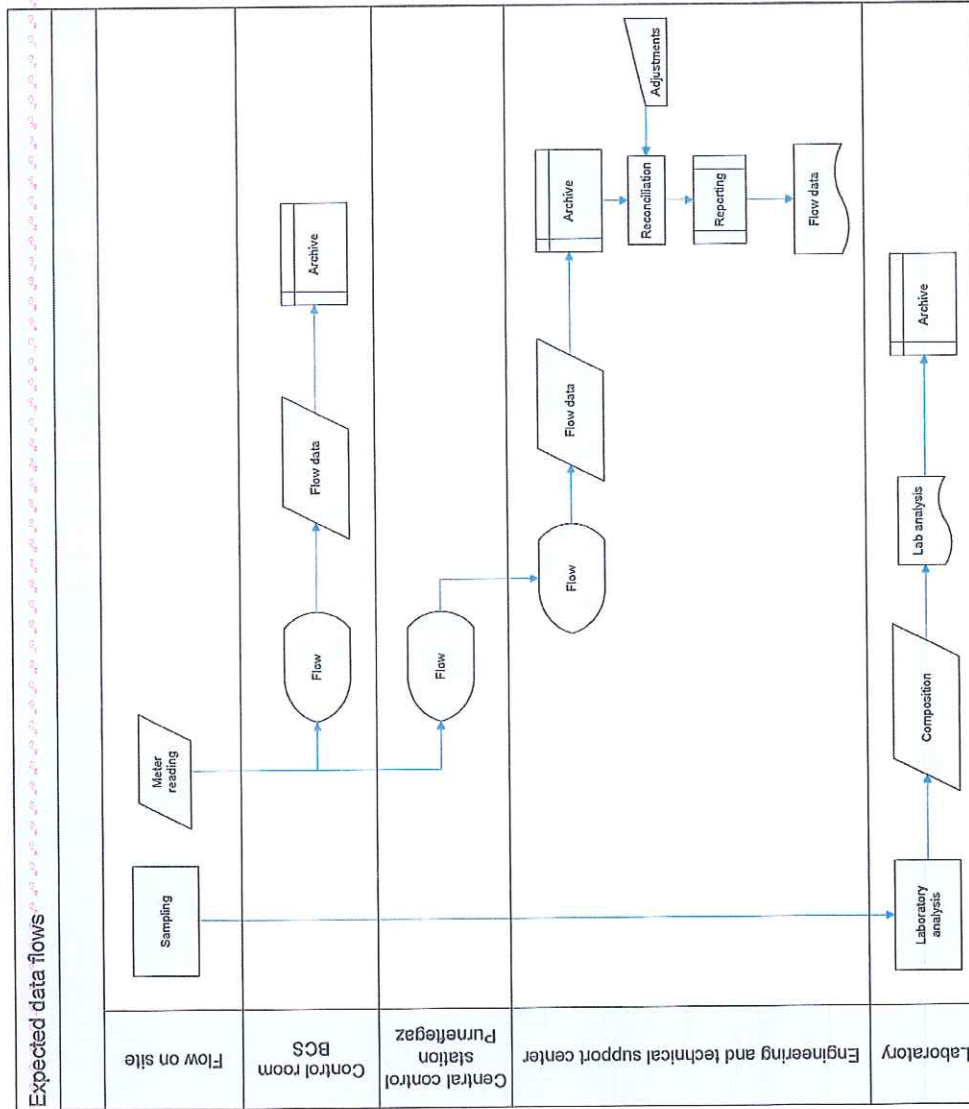 Expected data flows
Flow on site
Sampling
Meter
reading
Control room
BCS
Flow
Flow data
Archive
Central control
station
Purneftegaz
Flow
Engineering and technical support center
Flow
Flow data
Archive
Reconciliation
Adjustments
Reporting
Flow data
Laboratory
Laboratory
analysis
Composition
Lab analysis
Archive